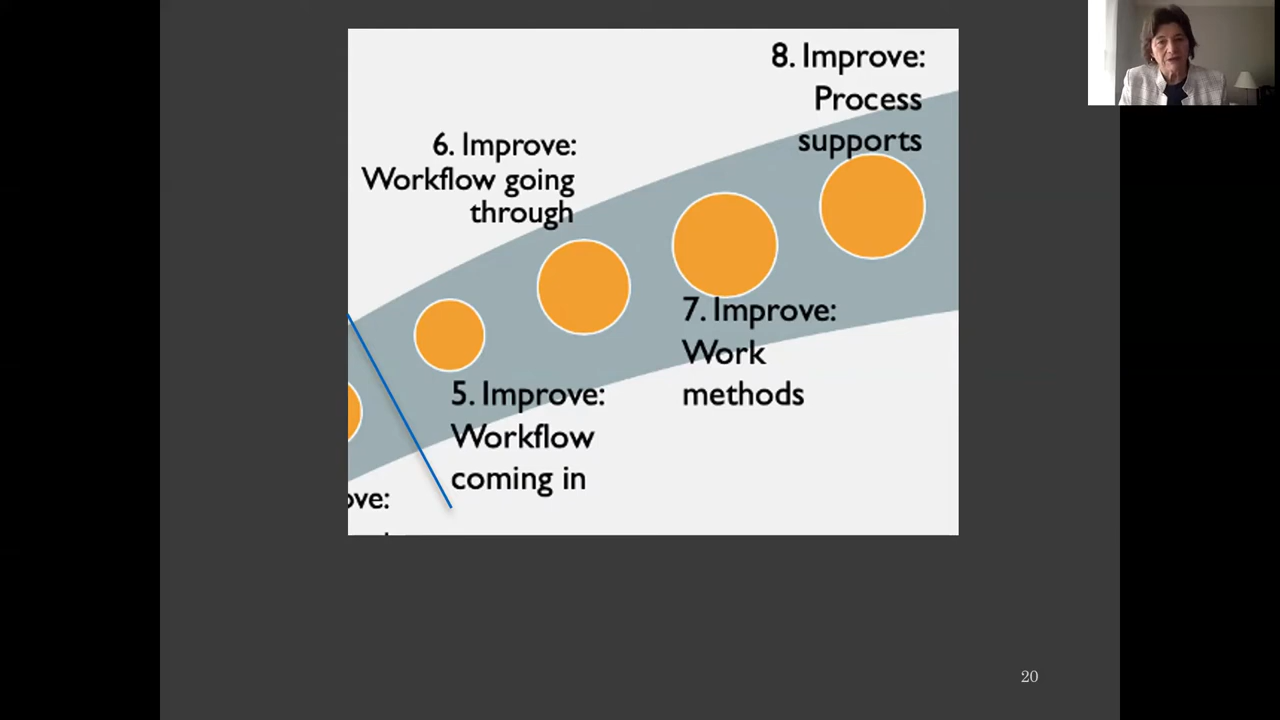 8. Improve:
Process
supports
6. Improve:
Workflow going
through
7. Improve:
Work
methods
5. Improve:
Workflow
coming in
ove:
20